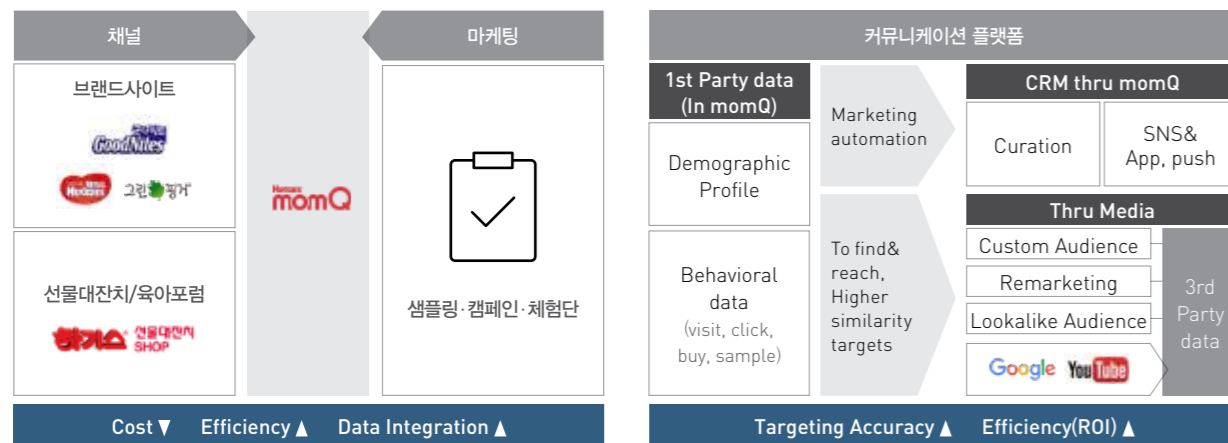 채널
마케팅
브랜드사이트
GoodNites
HUGGIES
그린핑거
선물대잔치/육아포럼
하기스
선물대잔치
SHOP
momQ
샘플링·캠페인·체험단
Cost▼ Efficiency▲ Data Integration▲
커뮤니케이션 플랫폼
1st Party data
(In momQ)
Demographic
Profile
Behavioral
data
(visit, click,
buy, sample)
Marketing
automation
To find&
reach,
Higher
similarity
targets
CRM thru momQ
Curation
SNS&
App, push
Thru Media
Custom Audience
Remarketing
Lookalike Audience
Google YouTube
3rd
Party
data
Targeting Accuracy▲ Efficiency(ROI)▲